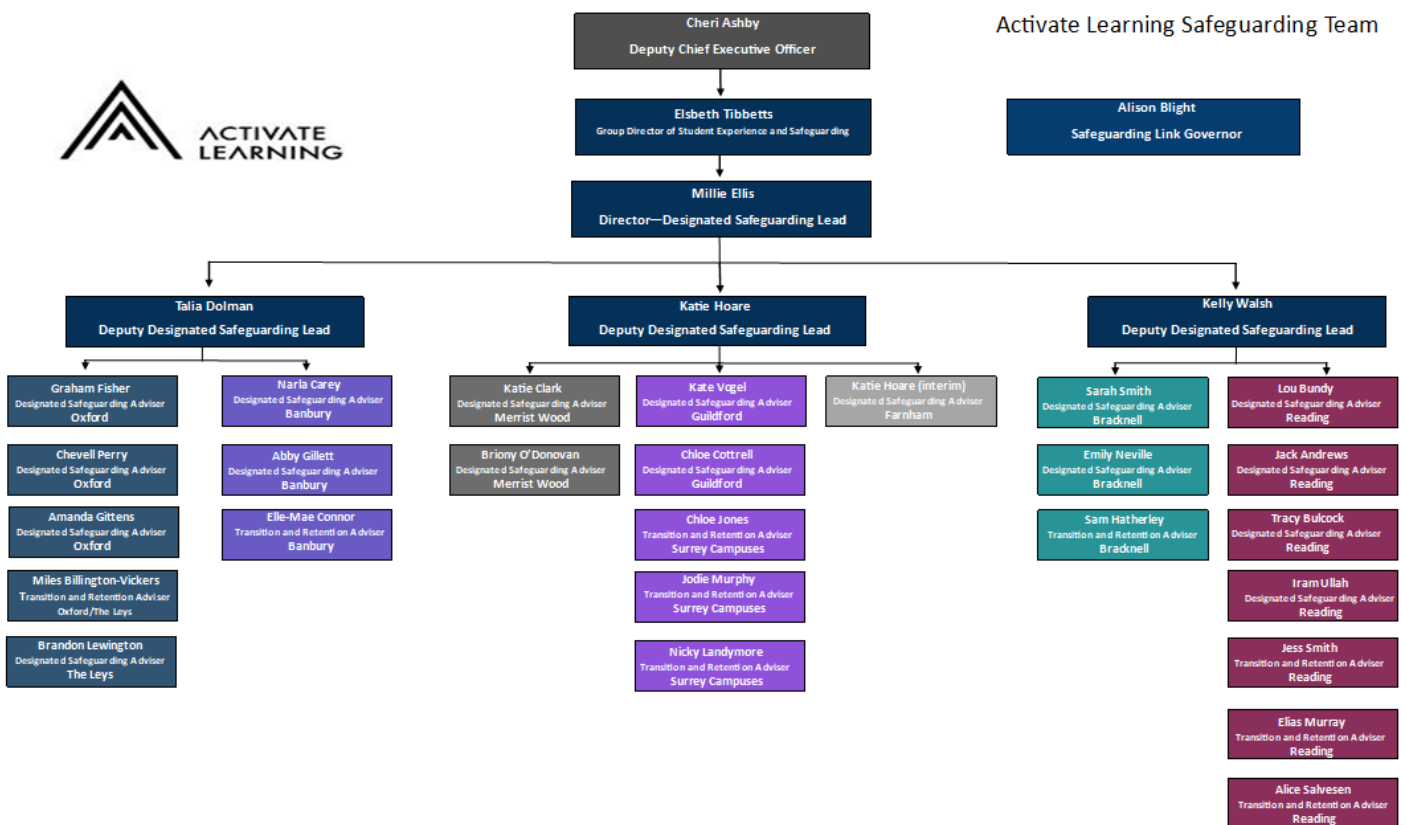 Activate Learning Safeguarding Team
Cheri Ashby
Deputy Chief Executive Officer
ACTIVATE
LEARNING
Elsbeth Tibbetts
Group Director of Student Experience and Safeguarding
Alison Blight
Safeguarding Link Governor
Millie Ellis
Director—Designated Safeguarding Lead
Talia Dolman
Deputy Designated Safeguarding Lead
Graham Fisher
Designated Safeguarding Adviser
Oxford
Chevell Perry
Designated Safeguarding Adviser
Oxford
Amanda Gittens
Designated Safeguarding Adviser
Oxford
Miles Billington-Vickers
Transition and Retention Adviser
Oxford/The Leys
Brandon Lewington
Designated Safeguarding Adviser
The Leys
Narla Carey
Designated Safeguarding Adviser
Banbury
Abby Gillett
Designated Safeguarding Adviser
Banbury
Elle-Mae Connor
Transition and Retention Adviser
Banbury
Katie Hoare
Deputy Designated Safeguarding Lead
Katie Clark
Designated Safeguarding Adviser
Merrist Wood
Briony O'Donovan
Designated Safeguarding Adviser
Merrist Wood
Kate Vogel
Designated Safeguarding Adviser
Guildford
Chloe Cottrell
Designated Safeguarding Adviser
Guildford
Chloe Jones
Transition and Retention Adviser
Surrey Campuses
Jodie Murphy
Transition and Retention Adviser
Surrey Campuses
Nicky Landymore
Transition and Retention Adviser
Surrey Campuses
Katie Hoare (interim)
Designated Safeguarding Adviser
Farnham
Kelly Walsh
Deputy Designated Safeguarding Lead
Sarah Smith
Designated Safeguarding Adviser
Bracknell
Emily Neville
Designated Safeguarding Adviser
Bracknell
Sam Hatherley
Transition and Retention Adviser
Bracknell
Lou Bundy
Designated Safeguarding Adviser
Reading
Jack Andrews
Designated Safeguarding Adviser
Reading
Tracy Bulcock
Designated Safeguarding Adviser
Reading
Iram Ullah
Designated Safeguarding Adviser
Reading
Jess Smith
Transition and Retention Adviser
Reading
Elias Murray
Transition and Retention Adviser
Reading
Alice Salvesen
Transition and Retention Adviser
Reading